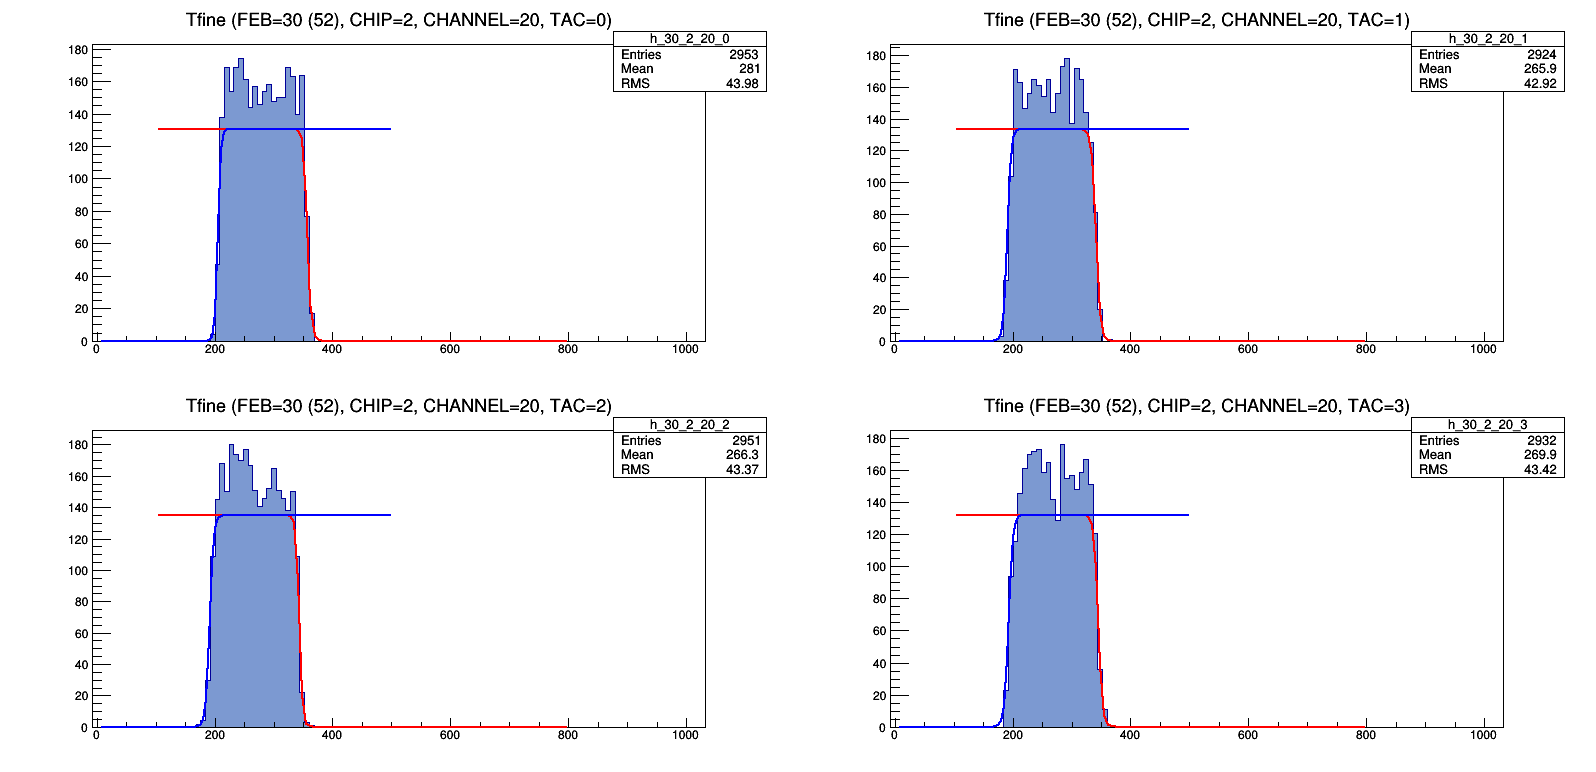 Tfine (FEB=30 (52), CHIP=2, CHANNEL=20, TAC=0)
h_30_2_20_0
Entries 2953
Mean 281
RMS 43.98
180
160
140
120
100
80
60
40
20
0
0 200 400 600 800 1000
Tfine (FEB=30 (52), CHIP=2, CHANNEL=20, TAC=1)
h_30_2_20_1
Entries 2924
Mean 265.9
RMS 42.92
180
160
140
120
100
80
60
40
20
0
0 200 400 600 800 1000
Tfine (FEB=30 (52), CHIP=2, CHANNEL=20, TAC=2)
h_30_2_20_2
Entries 2951
Mean 266.3
RMS 43.37
180
160
140
120
100
80
60
40
20
0
0 200 400 600 800 1000
Tfine (FEB=30 (52), CHIP=2, CHANNEL=20, TAC=3)
h_30_2_20_3
Entries 2932
Mean 269.9
RMS 43.42
180
160
140
120
100
80
60
40
20
0
0 200 400 600 800 1000